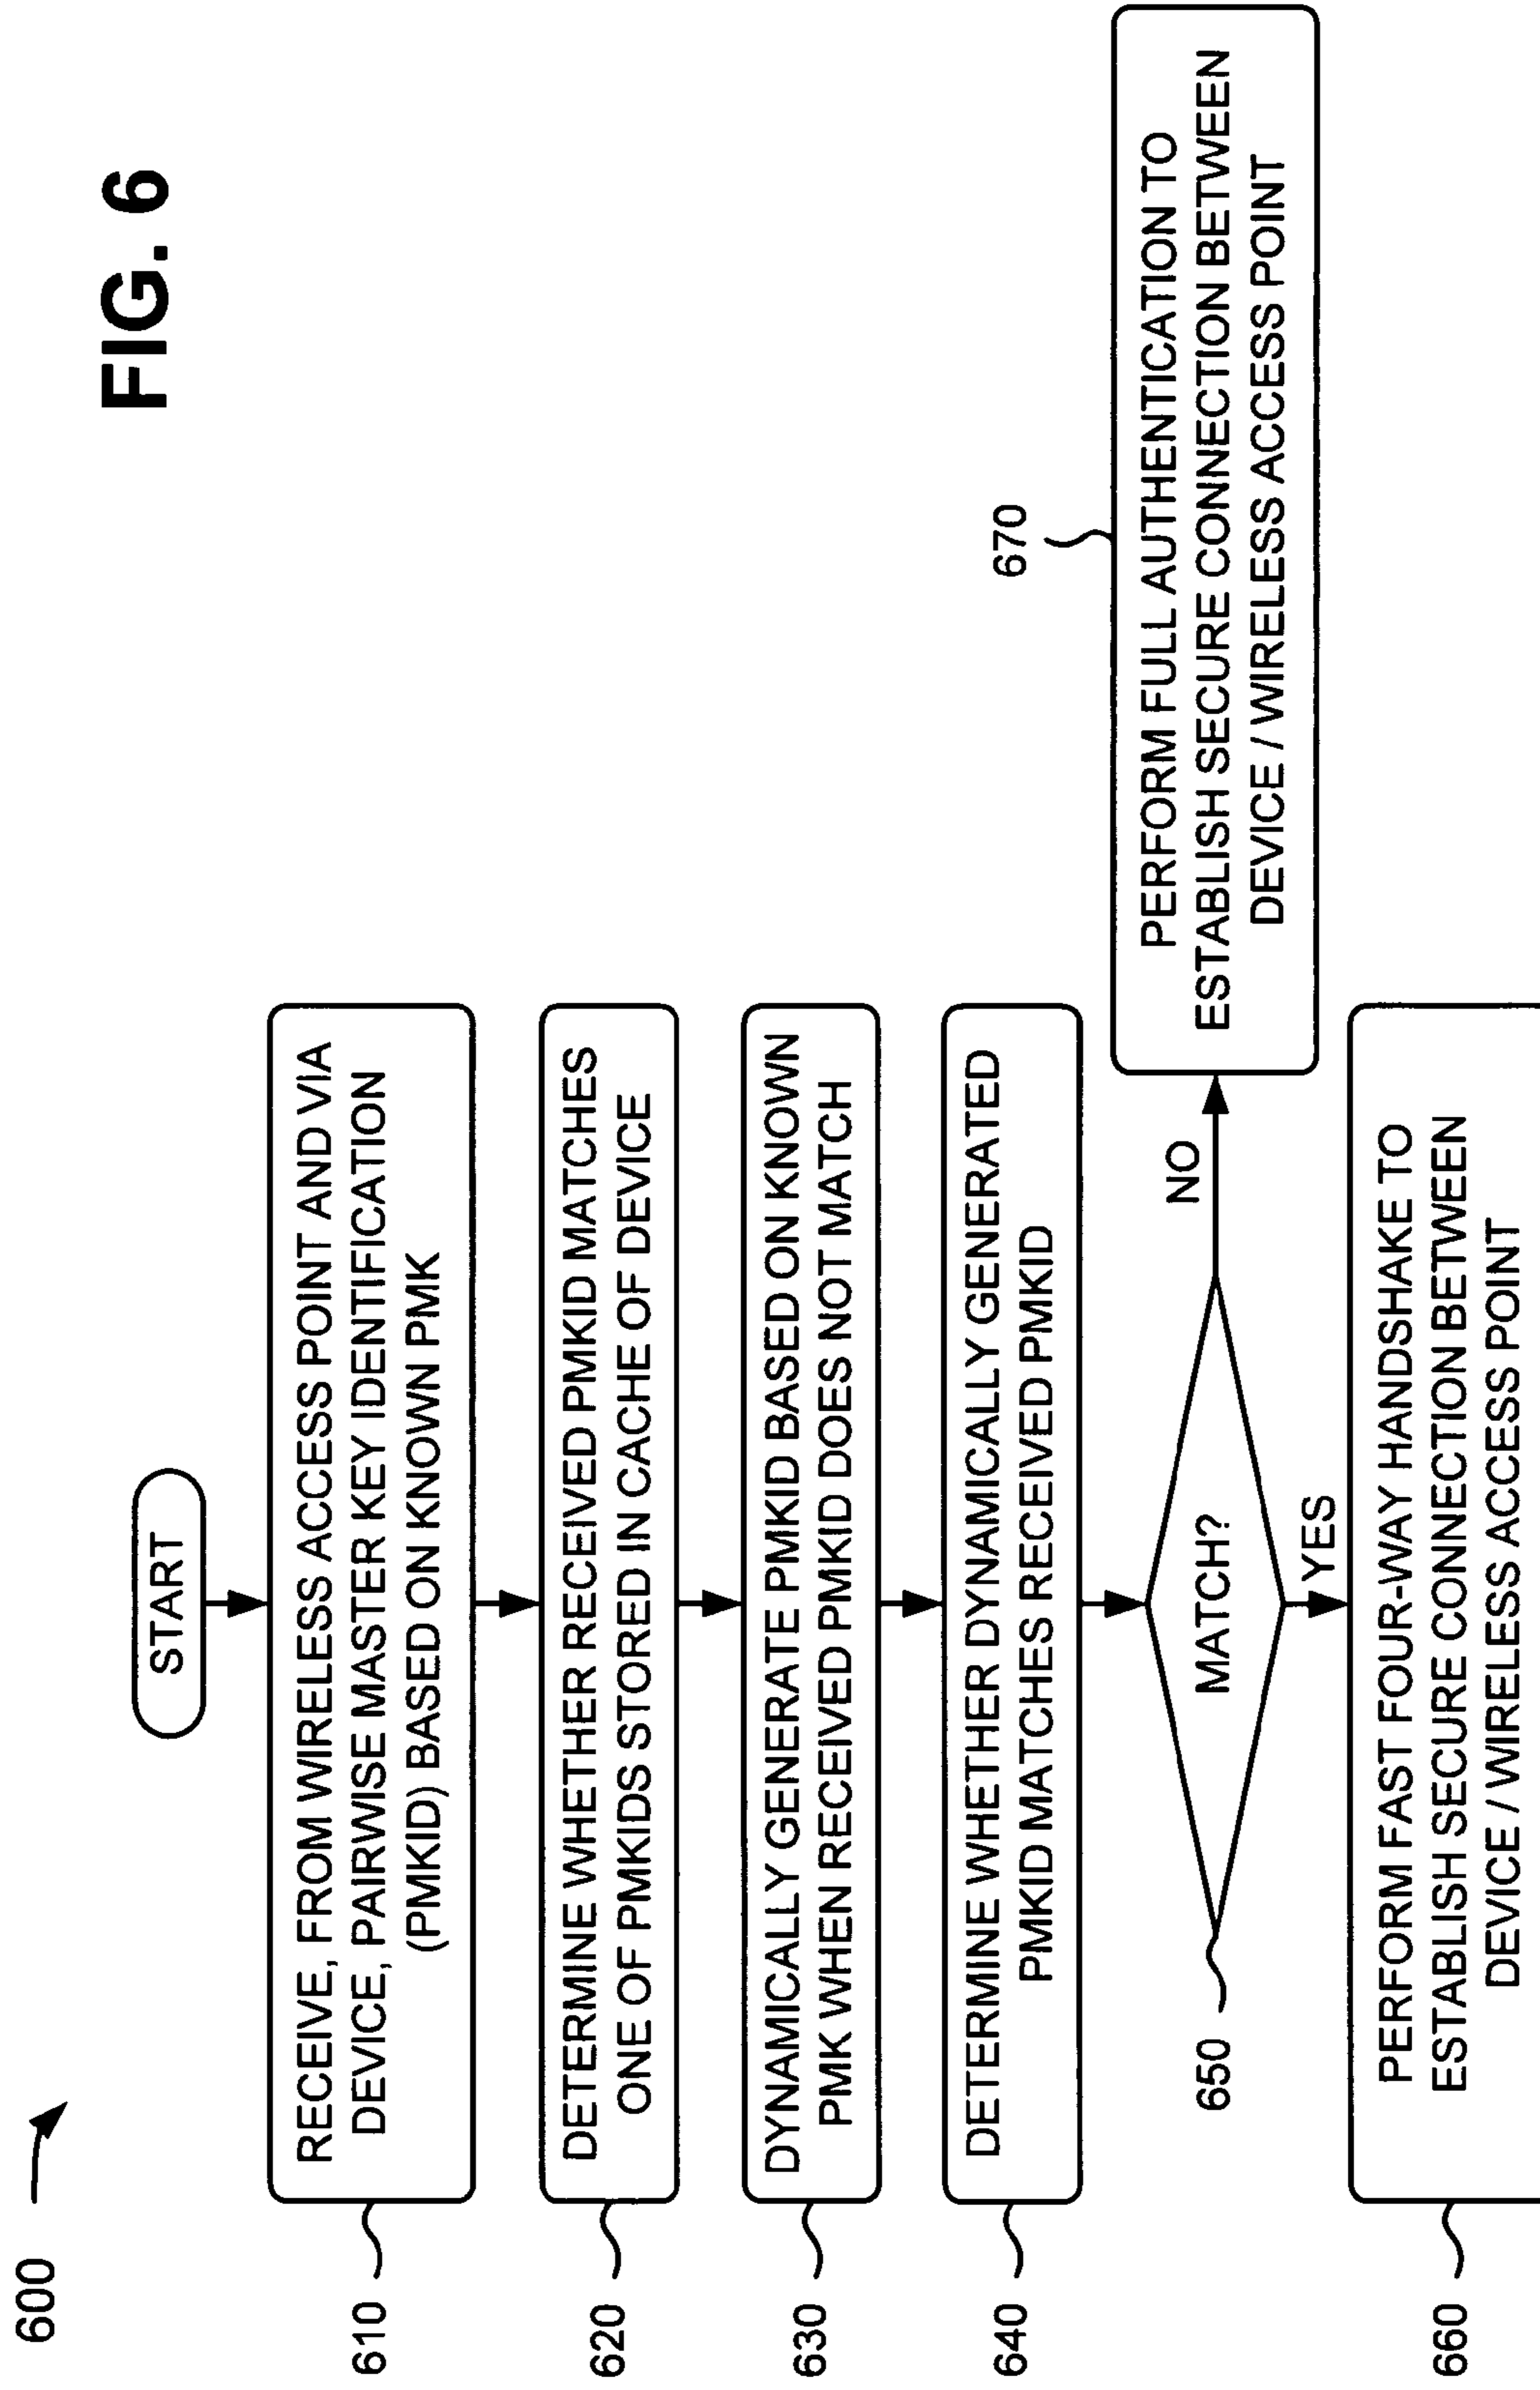 FIG. 6
600
START
610
RECEIVE, FROM WIRELESS ACCESS POINT AND VIA
DEVICE, PAIRWISE MASTER KEY IDENTIFICATION
(PMKID) BASED ON KNOWN PMK
620
DETERMINE WHETHER RECEIVED PMKID MATCHES
ONE OF PMKIDS STORED IN CACHE OF DEVICE
630
DYNAMICALLY GENERATE PMKID BASED ON KNOWN
PMK WHEN RECEIVED PMKID DOES NOT MATCH
640
DETERMINE WHETHER DYNAMICALLY GENERATED
PMKID MATCHES RECEIVED PMKID
650
MATCH?
NO
YES
670
PERFORM FULL AUTHENTICATION TO
ESTABLISH SECURE CONNECTION BETWEEN
DEVICE / WIRELESS ACCESS POINT
660
PERFORM FAST FOUR-WAY HANDSHAKE TO
ESTABLISH SECURE CONNECTION BETWEEN
DEVICE / WIRELESS ACCESS POINT